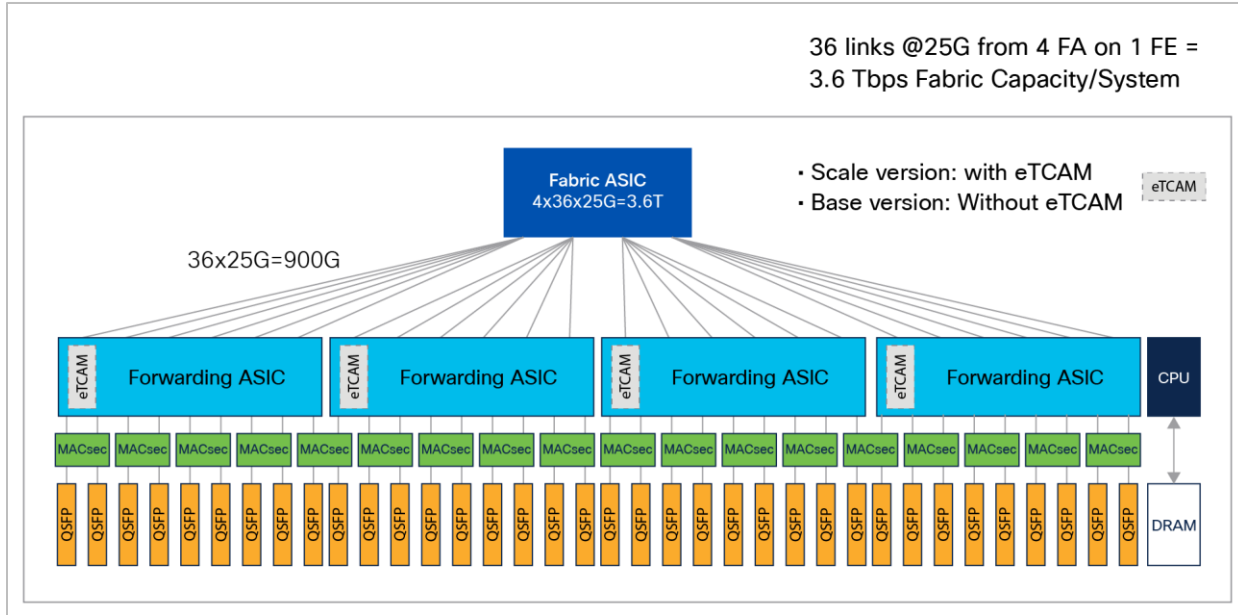 36 links @25G from 4 FA on 1 FE =
3.6 Tbps Fabric Capacity/System
Fabric ASIC
4x36x25G=3.6T
• Scale version: with eTCAM
• Base version: Without eTCAM
eTCAM
36x25G=900G
eTCAM
Forwarding ASIC
eTCAM
Forwarding ASIC
eTCAM
Forwarding ASIC
eTCAM
Forwarding ASIC
CPU
MACsec MACsec MACsec MACsec MACsec MACsec MACsec MACsec MACsec MACsec MACsec MACsec MACsec MACsec MACsec MACsec MACsec MACsec
QSFP QSFP QSFP QSFP QSFP QSFP QSFP QSFP QSFP QSFP QSFP QSFP QSFP QSFP QSFP QSFP QSFP QSFP QSFP QSFP QSFP QSFP QSFP QSFP QSFP QSFP QSFP QSFP QSFP QSFP QSFP QSFP QSFP QSFP QSFP QSFP
DRAM